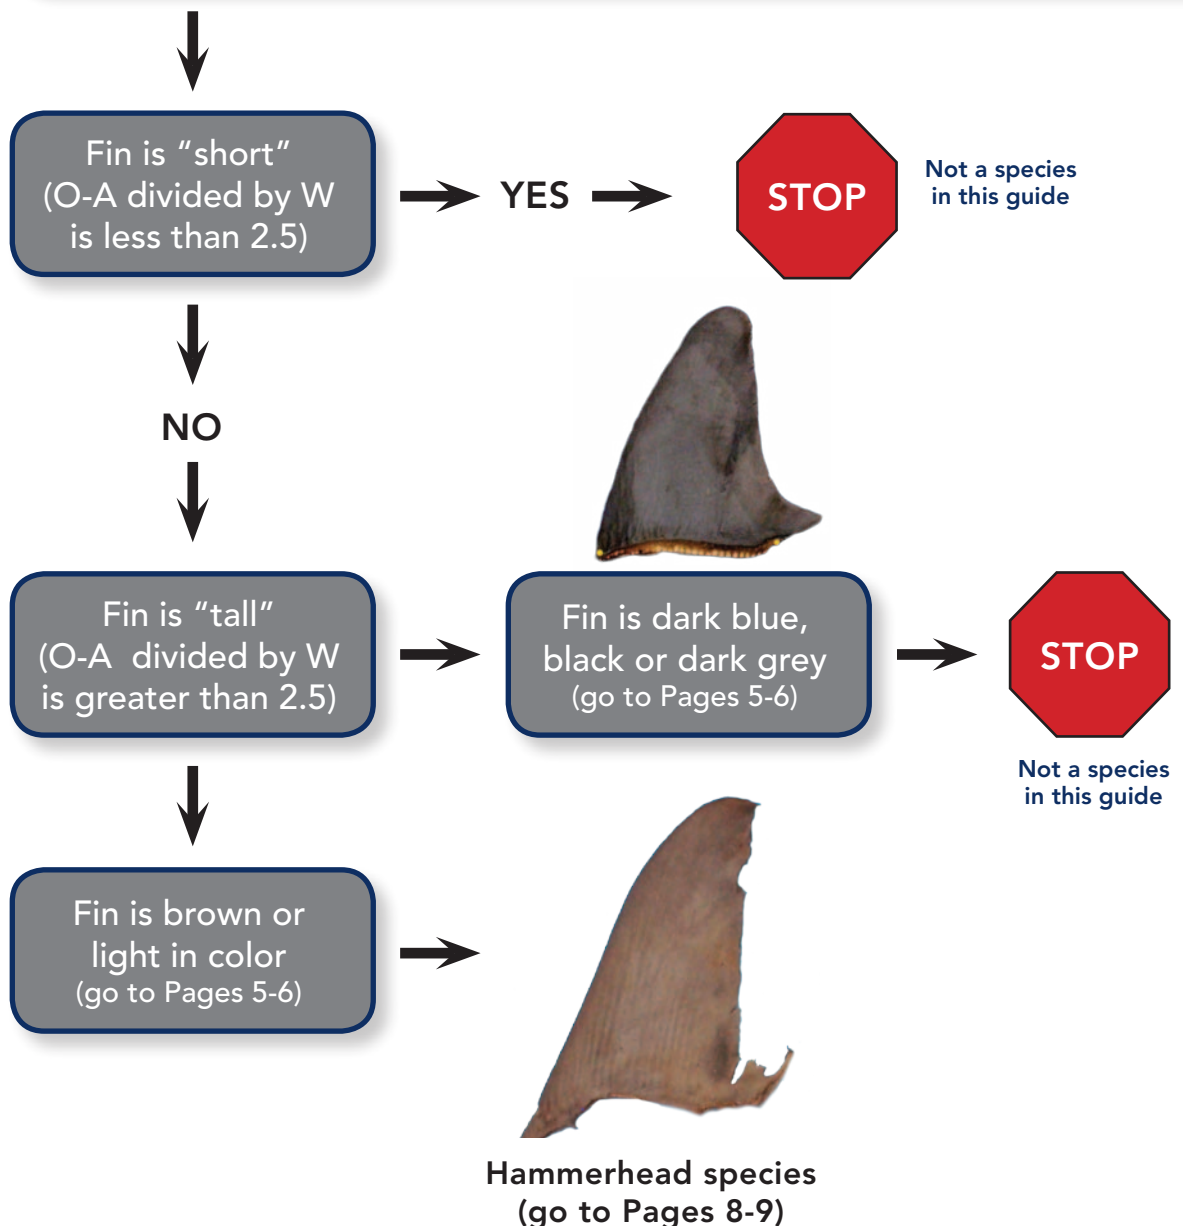 Fin is “short”
(O-A divided by W
is less than 2.5)
YES
STOP
Not a species
in this guide
NO
Fin is “tall”
(O-A divided by W
is greater than 2.5)
Fin is dark blue,
black or dark grey
(go to Pages 5-6)
STOP
Not a species
in this guide
Fin is brown or
light in color
(go to Pages 5-6)
Hammerhead species
(go to Pages 8-9)